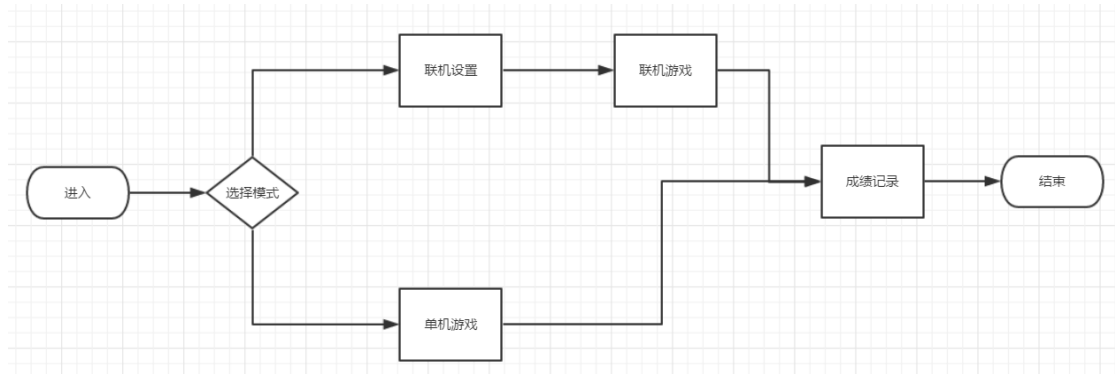 联机设置
联机游戏
进入
选择模式
成绩记录
结束
单机游戏